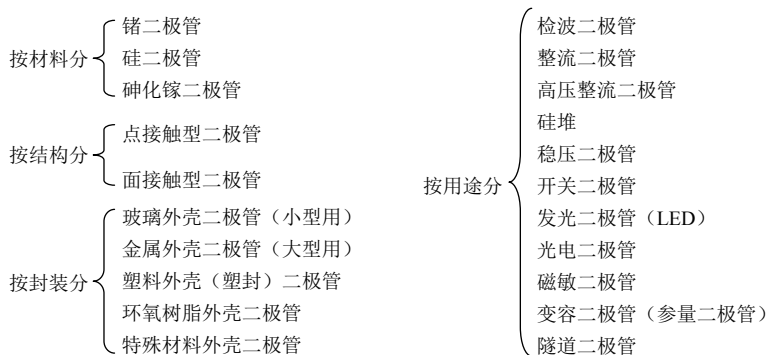 按材料分
锗二极管
硅二极管
砷化镓二极管
按结构分
点接触型二极管
面接触型二极管
按封装分
玻璃外壳二极管（小型用）
金属外壳二极管（大型用）
塑料外壳（塑封）二极管
环氧树脂外壳二极管
特殊材料外壳二极管
按用途分
检波二极管
整流二极管
高压整流二极管
硅堆
稳压二极管
开关二极管
发光二极管（LED）
光电二极管
磁敏二极管
变容二极管（参量二极管）
隧道二极管